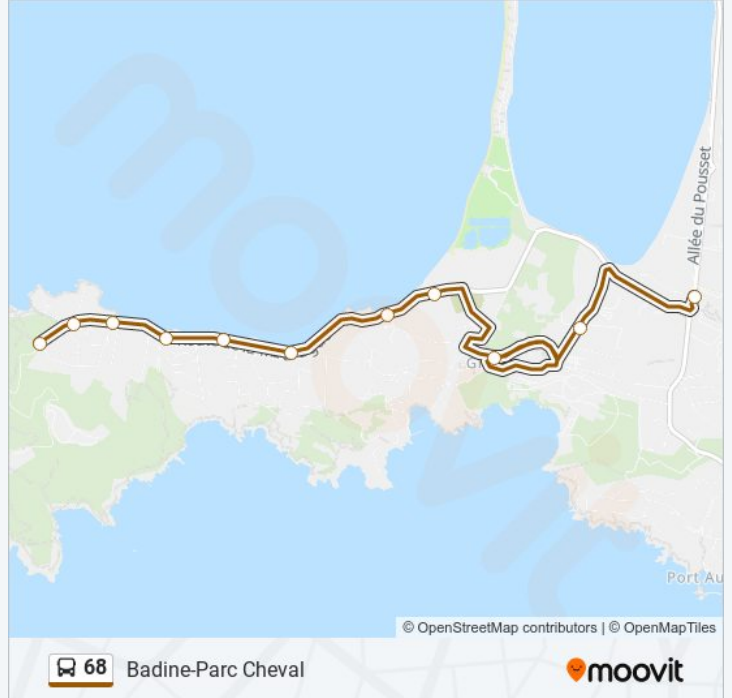 Allée du Pousset
Port Au
© OpenStreetMap contributors | © OpenMapTiles
68 Badine-Parc Cheval
moovit